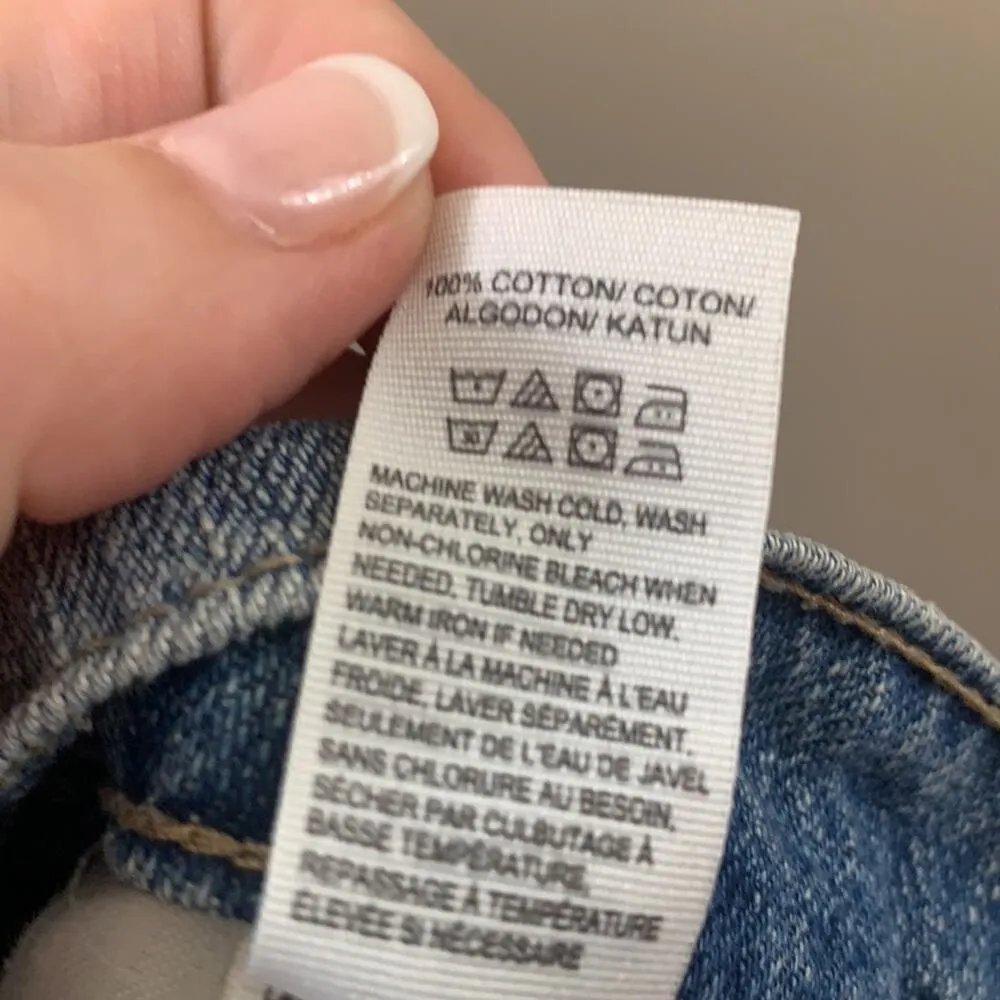 100% COTTON/ COTON/
ALGODON/ KATUN
30
MACHINE WASH COLD, WASH
SEPARATELY, ONLY
NON-CHLORINE BLEACH WHEN
NEEDED, TUMBLE DRY LOW,
WARM IRON IF NEEDED
LAVER À LA MACHINE À L'EAU
FROIDE, LAVER SÉPARÉMENT,
SEULEMENT DE L'EAU DE JAVEL
SANS CHLORURE AU BESOIN,
SÉCHER PAR CULBUTAGE À
BASSE TEMPÉRATURE,
REPASSAGE À TEMPÉRATURE
ÉLEVÉE SI NÉCESSAIRE